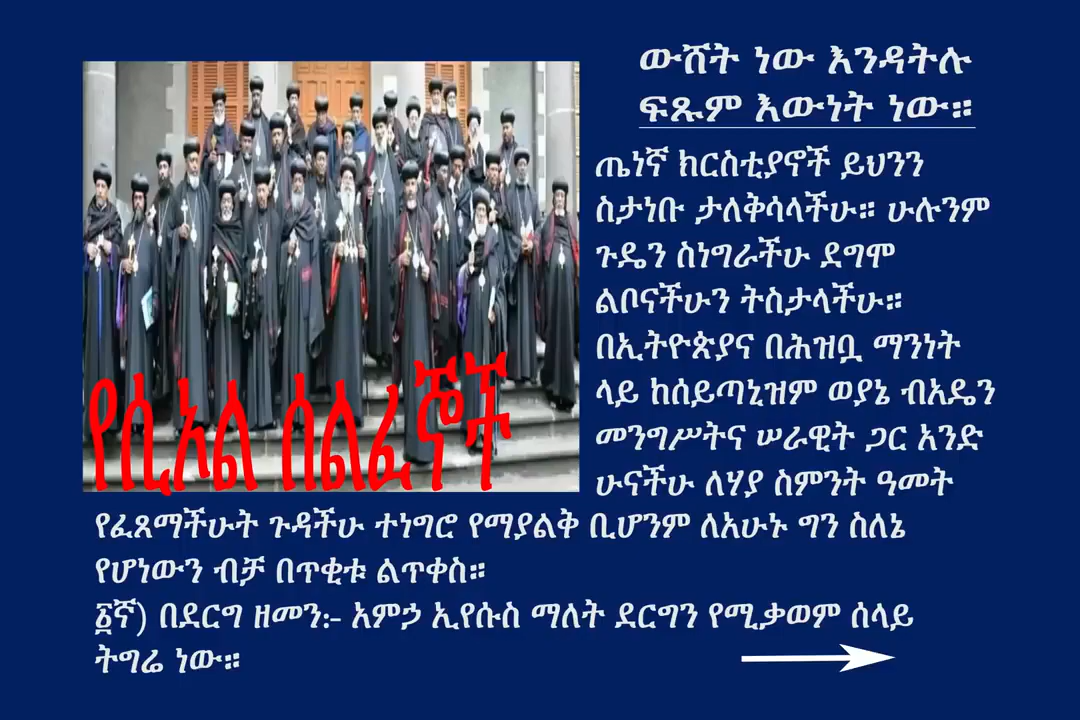 ውሸት ነው እንዳትሉ
ፍጹም እውነት ነው።
ጤነኛ ክርስቲያኖች ይህንን
ስታነቡ ታለቅሳላችሁ። ሁሉንም
ጉዴን ስነግራችሁ ደግሞ
ልቦናችሁን ትስታላችሁ።
በኢትዮጵያና በሕዝቧ ማንነት
ላይ ከሰይጣኒዝም ወያኔ ብአዴን
መንግሥትና ሠራዊት ጋር አንድ
ሁናችሁ ለሃያ ስምንት ዓመት
የፈጸማችሁት ጉዳችሁ ተነግሮ የማያልቅ ቢሆንም ለአሁኑ ግን ስለኔ
የሆነውን ብቻ በጥቂቱ ልጥቀስ።
፩ኛ) በደርግ ዘመን:- አምኃ ኢየሱስ ማለት ደርግን የሚቃወም ሰላይ
ትግሬ ነው።
የሲኦል ሰልፈኞች